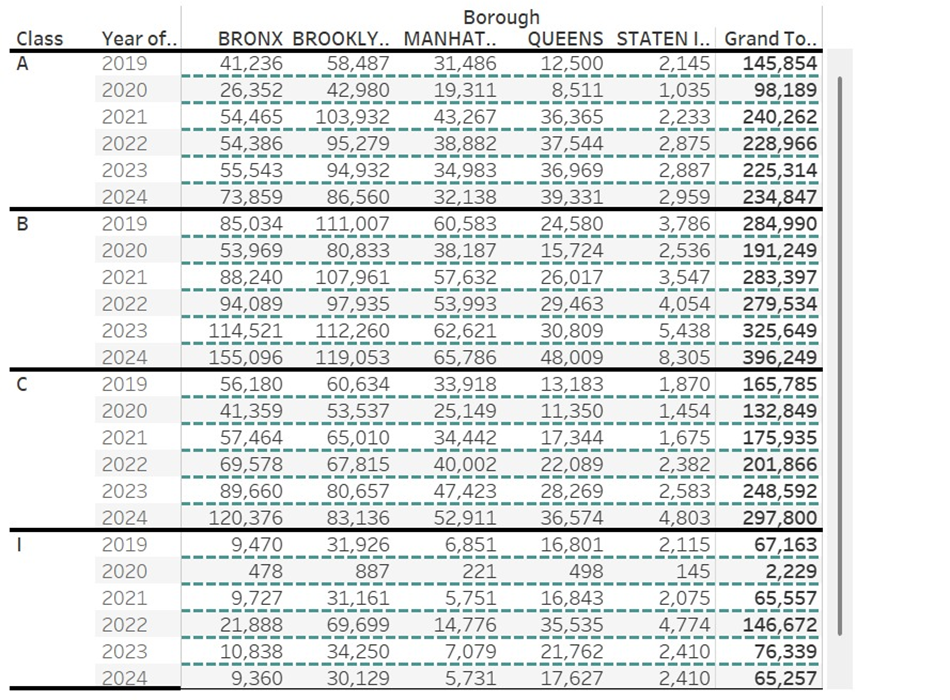 Borough
Class Year of.. BRONX BROOKLY.. MANHAT.. QUEENS STATEN I.. Grand To..
A 2019 41,236 58,487 31,486 12,500 2,145 145,854
2020 26,352 42,980 19,311 8,511 1,035 98,189
2021 54,465 103,932 43,267 36,365 2,233 240,262
2022 54,386 95,279 38,882 37,544 2,875 228,966
2023 55,543 94,932 34,983 36,969 2,887 225,314
2024 73,859 86,560 32,138 39,331 2,959 234,847
B 2019 85,034 111,007 60,583 24,580 3,786 284,990
2020 53,969 80,833 38,187 15,724 2,536 191,249
2021 88,240 107,961 57,632 26,017 3,547 283,397
2022 94,089 97,935 53,993 29,463 4,054 279,534
2023 114,521 112,260 62,621 30,809 5,438 325,649
2024 155,096 119,053 65,786 48,009 8,305 396,249
C 2019 56,180 60,634 33,918 13,183 1,870 165,785
2020 41,359 53,537 25,149 11,350 1,454 132,849
2021 57,464 65,010 34,442 17,344 1,675 175,935
2022 69,578 67,815 40,002 22,089 2,382 201,866
2023 89,660 80,657 47,423 28,269 2,583 248,592
2024 120,376 83,136 52,911 36,574 4,803 297,800
I 2019 9,470 31,926 6,851 16,801 2,115 67,163
2020 478 887 221 498 145 2,229
2021 9,727 31,161 5,751 16,843 2,075 65,557
2022 21,888 69,699 14,776 35,535 4,774 146,672
2023 10,838 34,250 7,079 21,762 2,410 76,339
2024 9,360 30,129 5,731 17,627 2,410 65,257